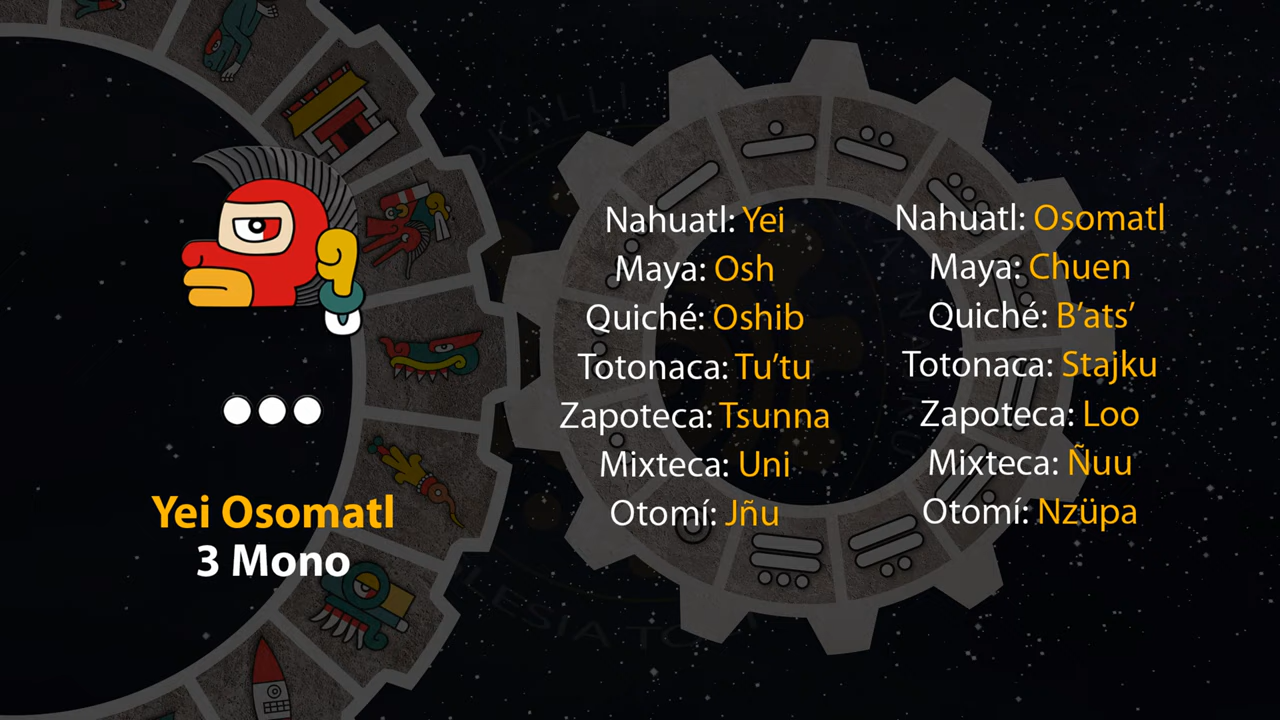 Nahuatl: Yei
Maya: Osh
Quiché: Oshib
Totonaca: Tu’tu
Zapoteca: Tsunna
Mixteca: Uni
Otomí: Jñu
Nahuatl: Osomatl
Maya: Chuen
Quiché: B’ats’
Totonaca: Stajku
Zapoteca: Loo
Mixteca: Ñuu
Otomí: Nzüpa
Yei Osomatl
3 Mono